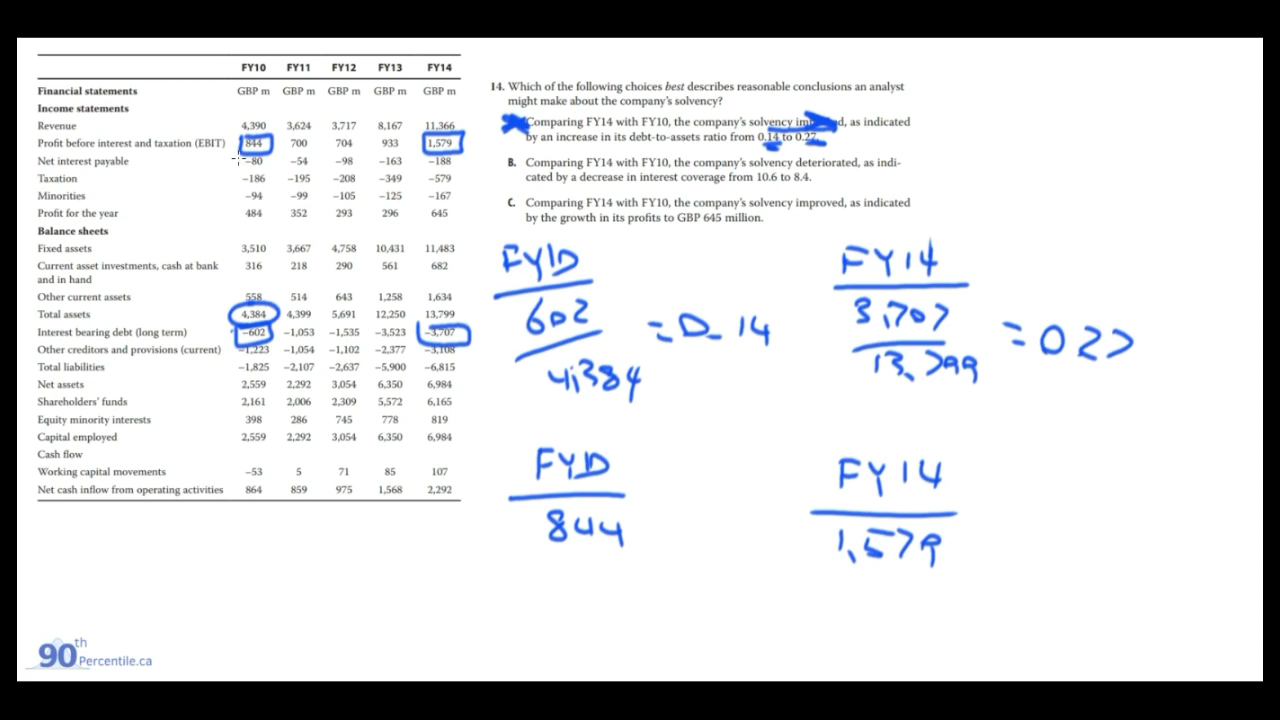 FY10 FY11 FY12 FY13 FY14
Financial statements GBP m GBP m GBP m GBP m GBP m
Income statements
Revenue 4,390 3,624 3,717 8,167 11,366
Profit before interest and taxation (EBIT) 844 700 704 933 1,579
Net interest payable −80 −54 −98 −163 −188
Taxation −186 −195 −208 −349 −579
Minorities −94 −99 −105 −125 −167
Profit for the year 484 352 293 296 645
Balance sheets
Fixed assets 3,510 3,667 4,758 10,431 11,483
Current asset investments, cash at bank 316 218 290 561 682
and in hand
Other current assets 558 514 643 1,258 1,634
Total assets 4,384 4,399 5,691 12,250 13,799
Interest bearing debt (long term) −602 −1,053 −1,535 −3,523 −3,707
Other creditors and provisions (current) −1,223 −1,054 −1,102 −2,377 −3,108
Total liabilities −1,825 −2,107 −2,637 −5,900 −6,815
Net assets 2,559 2,292 3,054 6,350 6,984
Shareholders' funds 2,161 2,006 2,309 5,572 6,165
Equity minority interests 398 286 745 778 819
Capital employed 2,559 2,292 3,054 6,350 6,984
Cash flow
Working capital movements −53 5 71 85 107
Net cash inflow from operating activities 864 859 975 1,568 2,292
14. Which of the following choices best describes reasonable conclusions an analyst
might make about the company's solvency?
Comparing FY14 with FY10, the company's solvency improved, as indicated
by an increase in its debt-to-assets ratio from 0.14 to 0.27.
B. Comparing FY14 with FY10, the company's solvency deteriorated, as indi-
cated by a decrease in interest coverage from 10.6 to 8.4.
C. Comparing FY14 with FY10, the company's solvency improved, as indicated
by the growth in its profits to GBP 645 million.
FY10
602
4,384
= 0.14
FY14
3,707
13,799
= 0.27
FY10
844
FY14
1,579
90th
Percentile.ca